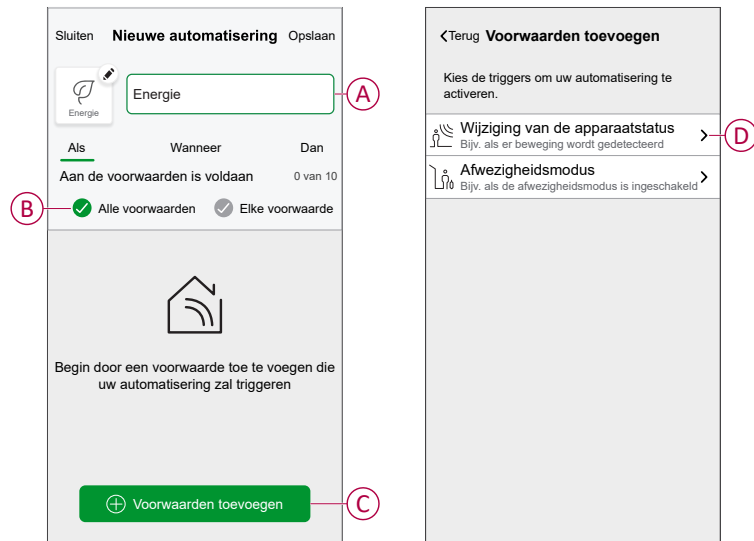 Sluiten Nieuwe automatisering Opslaan
Energie
Energie
A
Als Wanneer Dan
Aan de voorwaarden is voldaan 0 van 10
B
Alle voorwaarden Elke voorwaarde
Begin door een voorwaarde toe te voegen die
uw automatisering zal triggeren
Voorwaarden toevoegen
C
Terug Voorwaarden toevoegen
Kies de triggers om uw automatisering te
activeren.
Wijziging van de apparaatstatus
Bijv. als er beweging wordt gedetecteerd
D
Afwezigheidsmodus
Bijv. als de afwezigheidsmodus is ingeschakeld